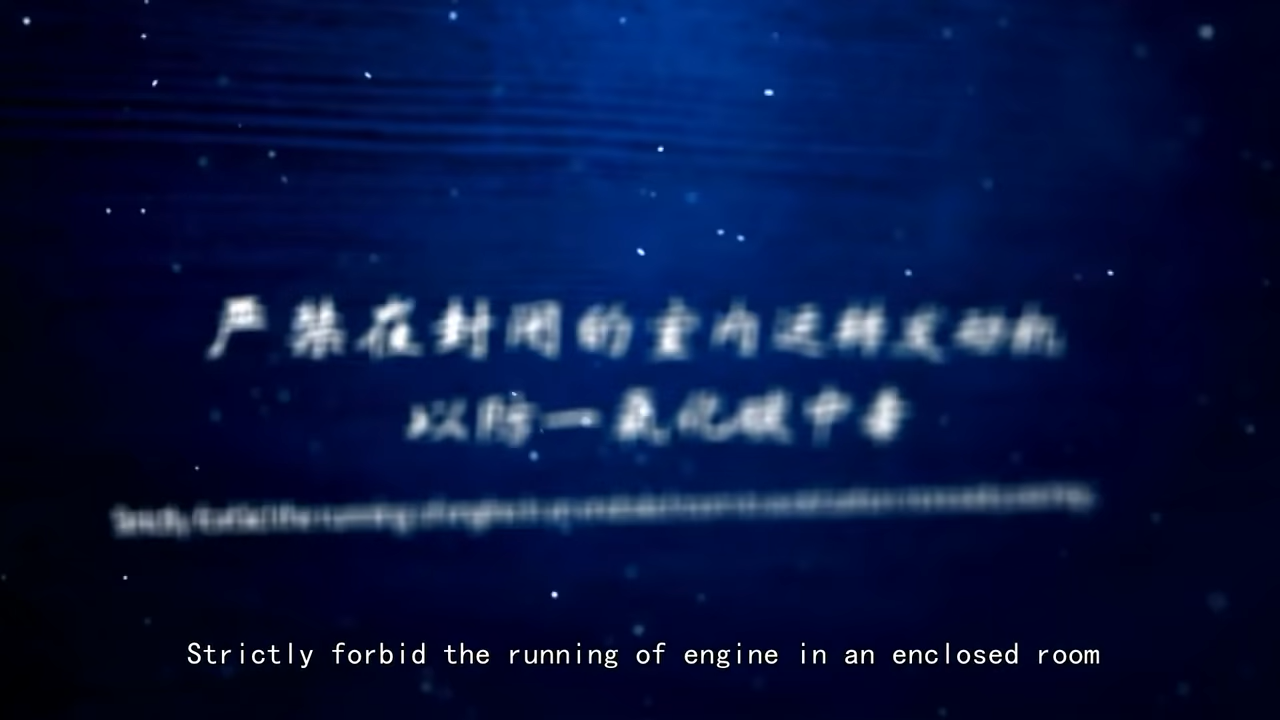 严禁在封闭的室内运转发动机
以防一氧化碳中毒
Strictly forbid the running of engine in an enclosed room